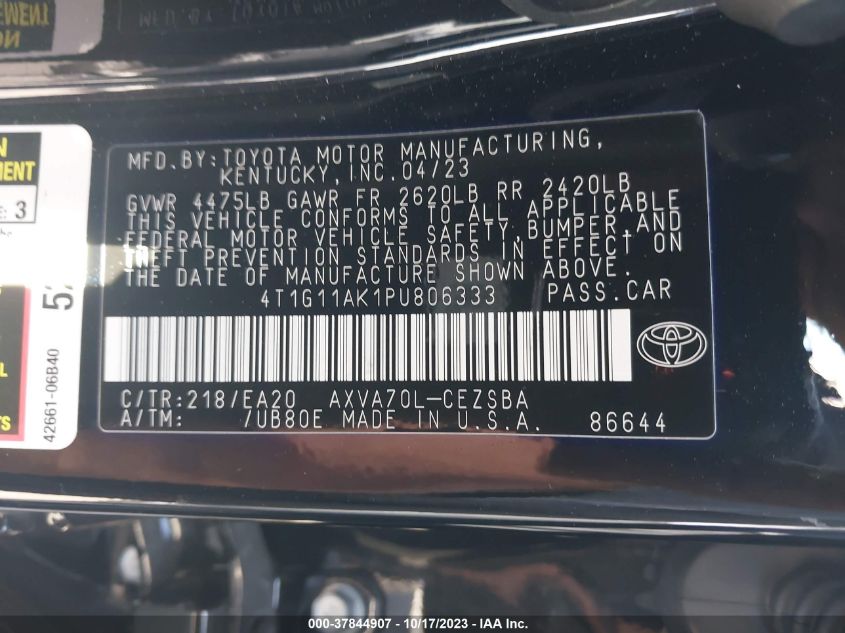 MFD.BY:TOYOTA MOTOR MANUFACTURING,
KENTUCKY, INC.04/23
GVWR 4475LB GAWR FR 2620LB RR 2420LB
THIS VEHICLE CONFORMS TO ALL APPLICABLE
FEDERAL MOTOR VEHICLE SAFETY,BUMPER,AND
THEFT PREVENTION STANDARDS IN EFFECT ON
THE DATE OF MANUFACTURE SHOWN ABOVE.
4T1G11AK1PU806333 PASS.CAR
C/TR:218/EA20 AXVA70L-CEZSBA
A/TM: /UB80E MADE IN U.S.A. 86644
3
42661-06B40
000-37844907 - 10/17/2023 - IAA Inc.